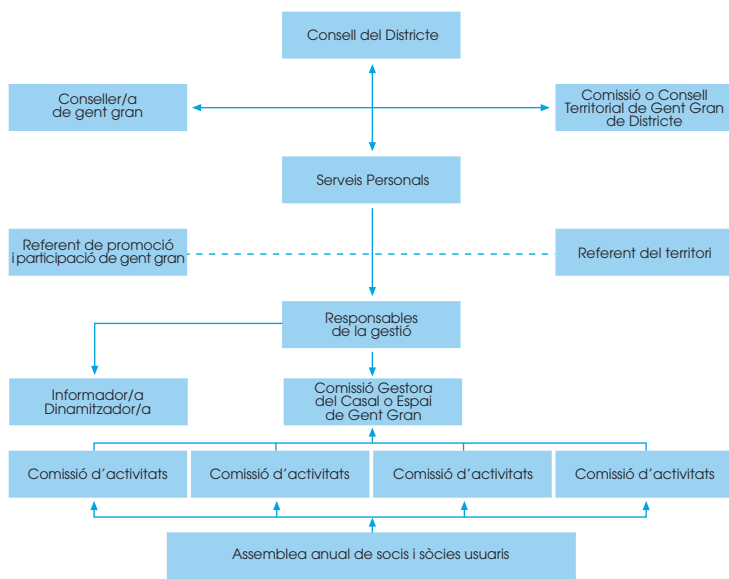 Consell del Districte
Conseller/a
de gent gran
Comissió o Consell
Territorial de Gent Gran
de Districte
Serveis Personals
Referent de promoció
i participació de gent gran
Referent del territori
Responsables
de la gestió
Informador/a
Dinamitzador/a
Comissió Gestora
del Casal o Espai
de Gent Gran
Comissió d'activitats
Comissió d'activitats
Comissió d'activitats
Comissió d'activitats
Assemblea anual de socis i sòcies usuaris